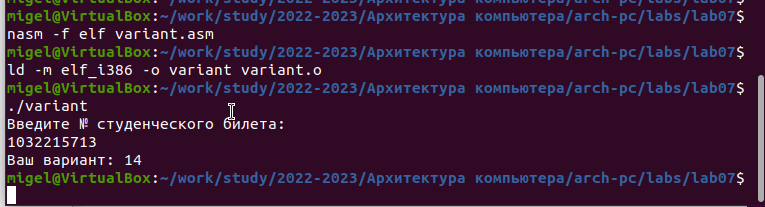 migel@VirtualBox:~/work/study/2022-2023/Архитектура компьютера/arch-pc/labs/lab07$
nasm -f elf variant.asm
migel@VirtualBox:~/work/study/2022-2023/Архитектура компьютера/arch-pc/labs/lab07$
ld -m elf_i386 -o variant variant.o
migel@VirtualBox:~/work/study/2022-2023/Архитектура компьютера/arch-pc/labs/lab07$
./variant
Введите № студенческого билета:
1032215713
Ваш вариант: 14
migel@VirtualBox:~/work/study/2022-2023/Архитектура компьютера/arch-pc/labs/lab07$